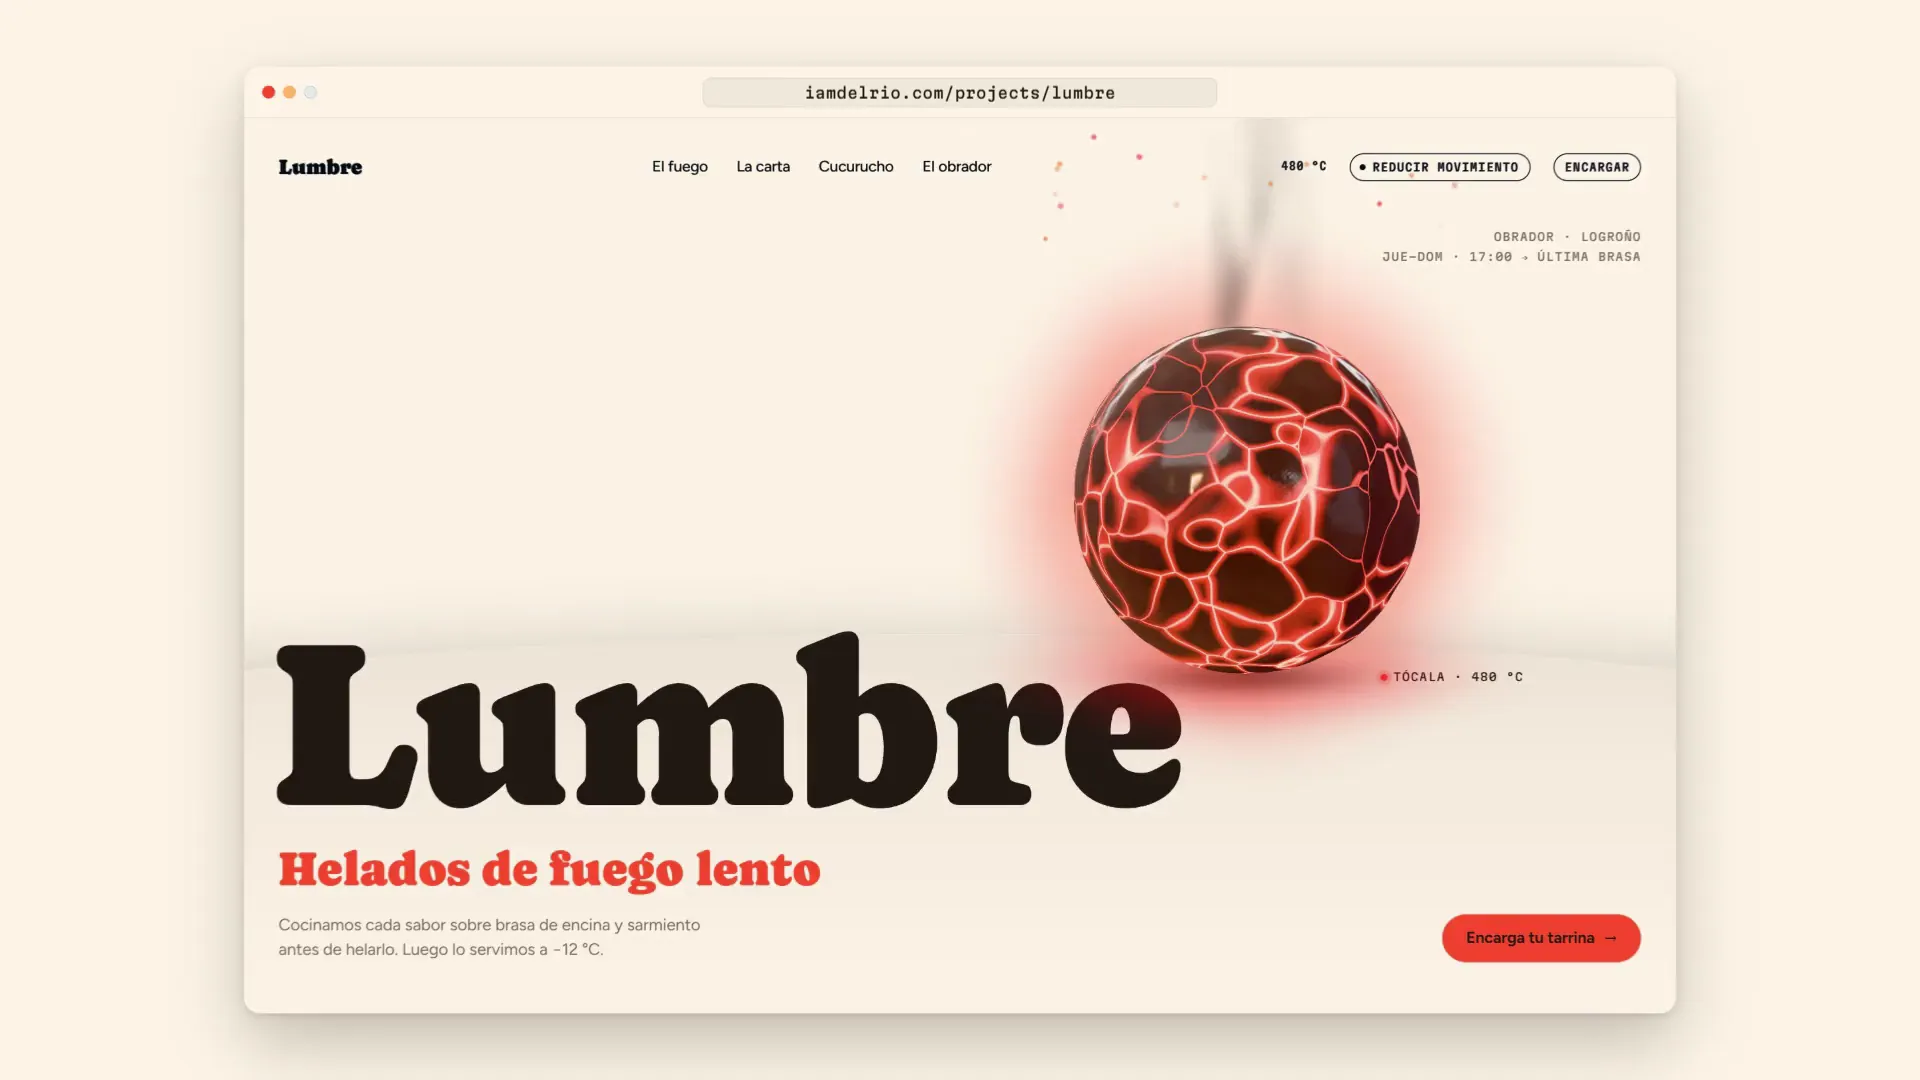 iamdelrio.com/projects/lumbre
Lumbre
El fuego
La carta
Cucurucho
El obrador
480 °C
REDUCIR MOVIMIENTO
ENCARGAR
OBRADOR · LOGROÑO
JUE–DOM · 17:00 → ÚLTIMA BRASA
TÓCALA · 480 °C
Lumbre
Helados de fuego lento
Cocinamos cada sabor sobre brasa de encina y sarmiento
antes de helarlo. Luego lo servimos a −12 °C.
Encarga tu tarrina →